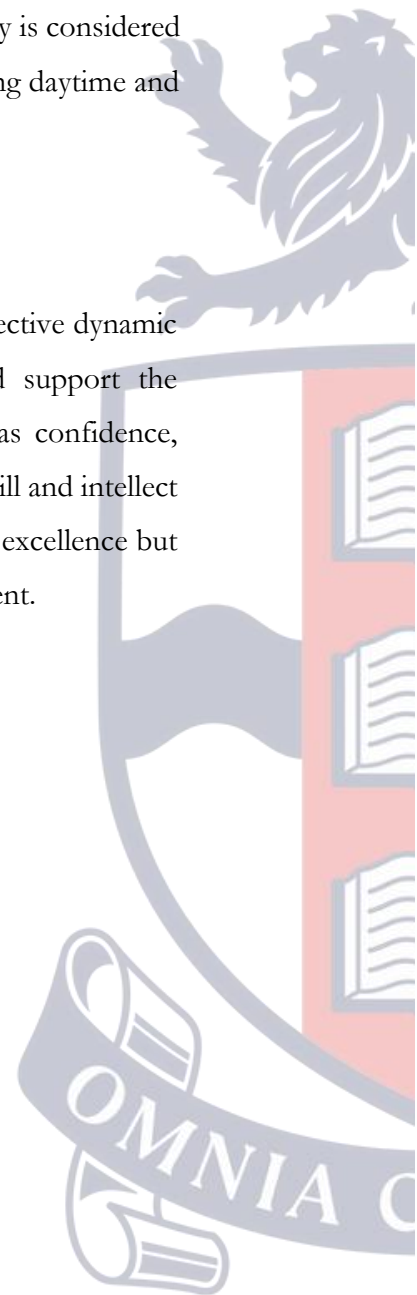 y is considered
ng daytime and
ective dynamic
d support the
as confidence,
ill and intellect
excellence but
ent.
OMNIA C